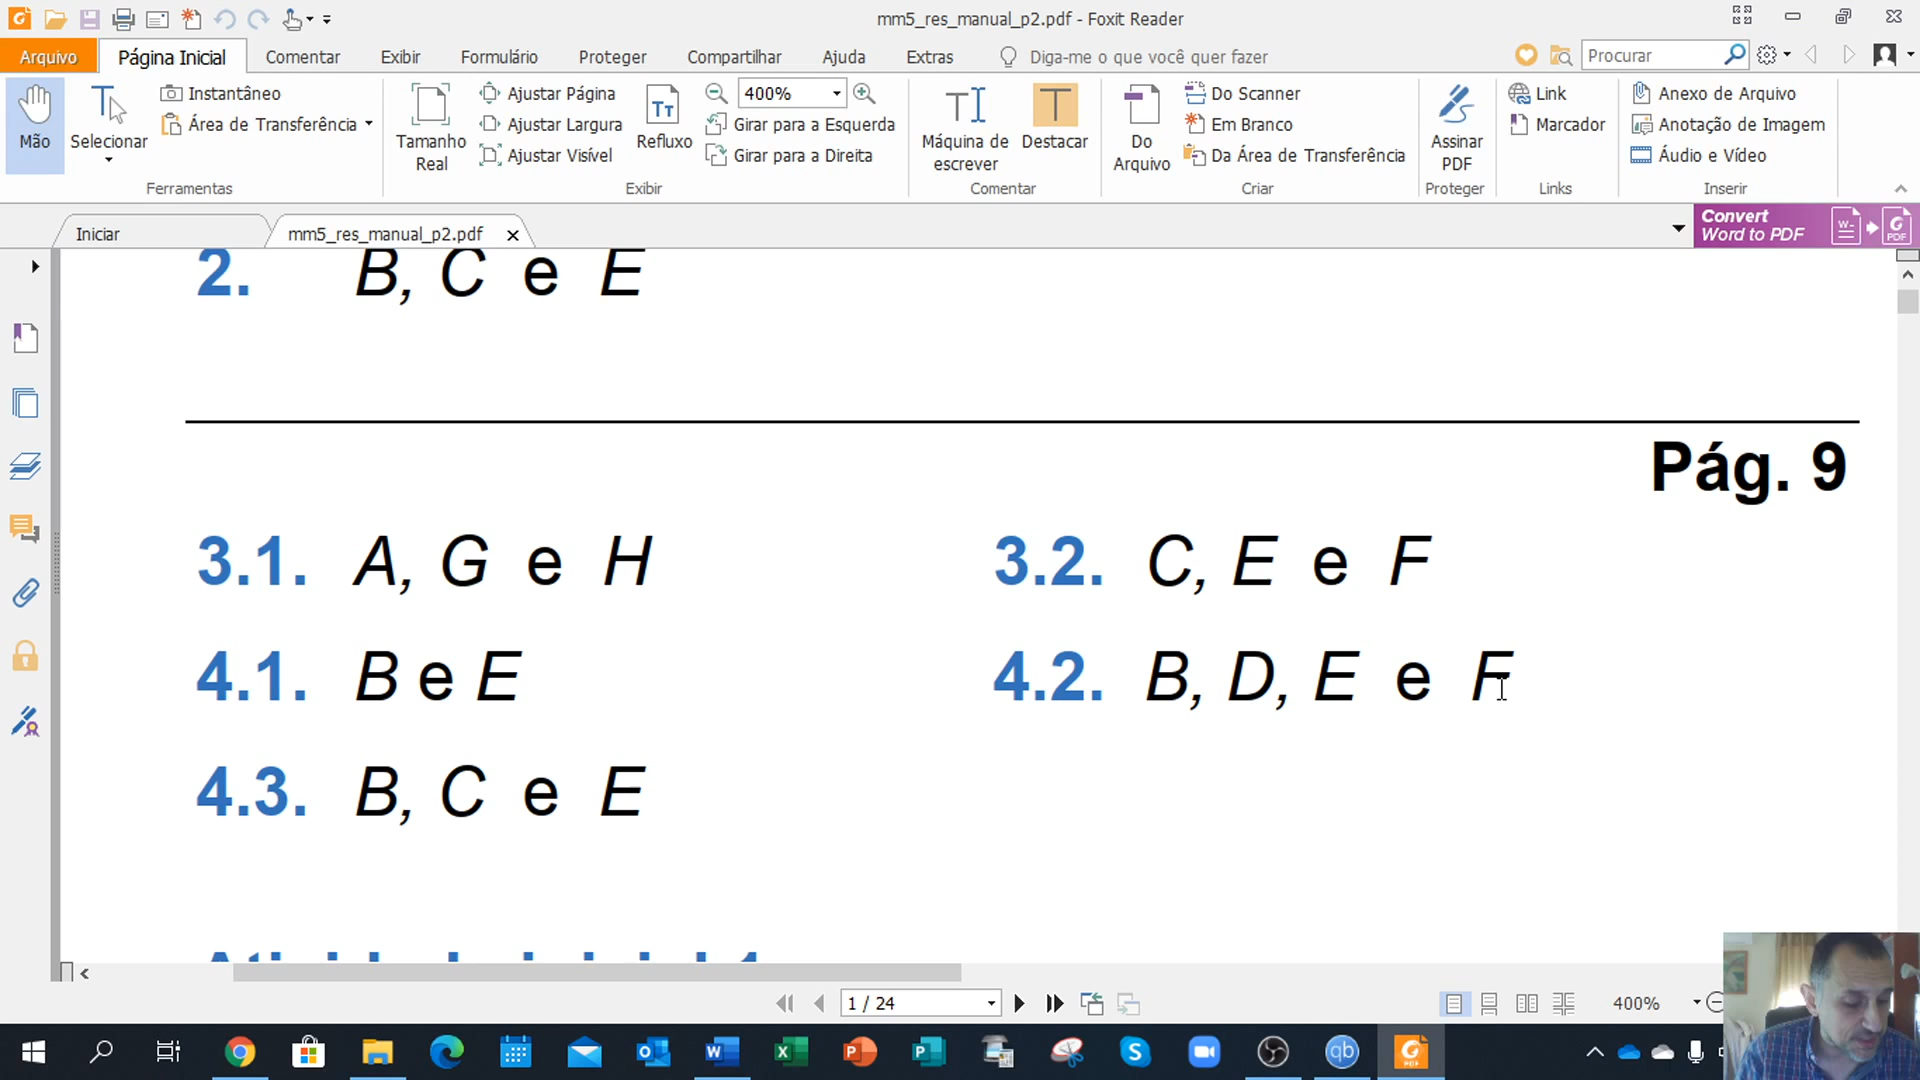 mm5_res_manual_p2.pdf - Foxit Reader
Arquivo Página Inicial Comentar Exibir Formulário Proteger Compartilhar Ajuda Extras Diga-me o que você quer fazer Procurar
Mão
Selecionar
Instantâneo
Área de Transferência
Ferramentas
Tamanho Real
Ajustar Página
Ajustar Largura
Ajustar Visível
Refluxo
400%
Girar para a Esquerda
Girar para a Direita
Exibir
Máquina de escrever
Destacar
Comentar
Do Arquivo
Do Scanner
Em Branco
Da Área de Transferência
Criar
Assinar PDF
Proteger
Link
Marcador
Links
Anexo de Arquivo
Anotação de Imagem
Áudio e Vídeo
Inserir
Iniciar mm5_res_manual_p2.pdf
Convert
Word to PDF
2. B, C e E
Pág. 9
3.1. A, G e H 3.2. C, E e F
4.1. B e E 4.2. B, D, E e F
4.3. B, C e E
1 / 24
400%